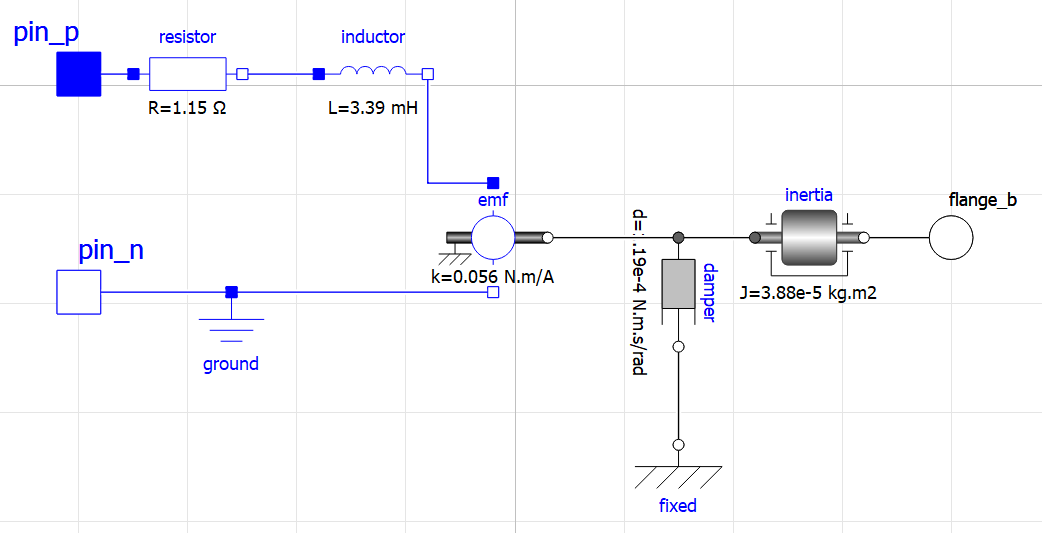 pin_p
resistor
inductor
R=1.15 Ω
L=3.39 mH
emf
k=0.056 N.m/A
pin_n
ground
.19e-4 N.m.s/rad
damper
inertia
J=3.88e-5 kg.m2
flange_b
fixed